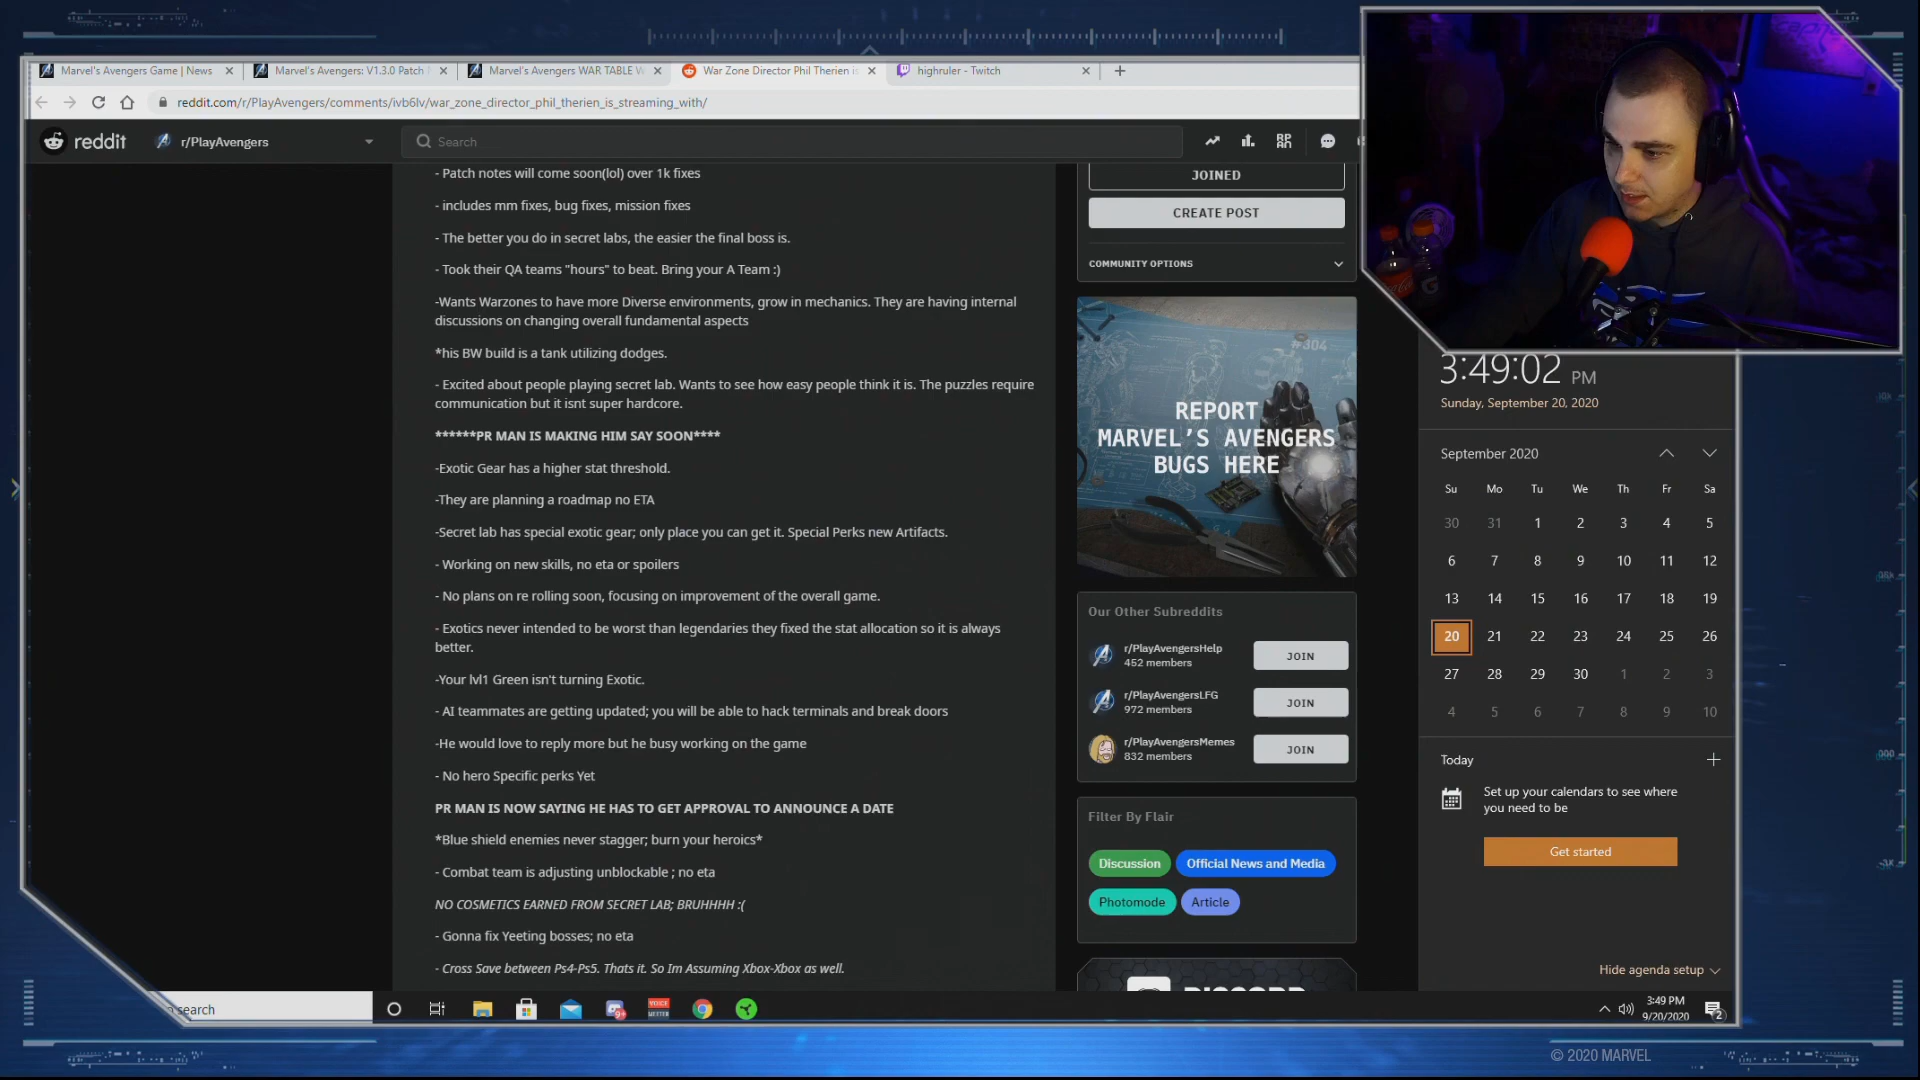 Marvel's Avengers Game | News
Marvel's Avengers: V1.3.0 Patch
Marvel's Avengers WAR TABLE
War Zone Director Phil Therien is
highruler - Twitch
reddit.com/r/PlayAvengers/comments/ivb6lv/war_zone_director_phil_therien_is_streaming_with/
reddit
r/PlayAvengers
Search
- Patch notes will come soon(lol) over 1k fixes
- includes mm fixes, bug fixes, mission fixes
- The better you do in secret labs, the easier the final boss is.
- Took their QA teams "hours" to beat. Bring your A Team :)
-Wants Warzones to have more Diverse environments, grow in mechanics. They are having internal
discussions on changing overall fundamental aspects
*his BW build is a tank utilizing dodges.
- Excited about people playing secret lab. Wants to see how easy people think it is. The puzzles require
communication but it isnt super hardcore.
******PR MAN IS MAKING HIM SAY SOON****
-Exotic Gear has a higher stat threshold.
-They are planning a roadmap no ETA
-Secret lab has special exotic gear; only place you can get it. Special Perks new Artifacts.
- Working on new skills, no eta or spoilers
- No plans on re rolling soon, focusing on improvement of the overall game.
- Exotics never intended to be worst than legendaries they fixed the stat allocation so it is always
better.
-Your lvl1 Green isn't turning Exotic.
- AI teammates are getting updated; you will be able to hack terminals and break doors
-He would love to reply more but he busy working on the game
- No hero Specific perks Yet
PR MAN IS NOW SAYING HE HAS TO GET APPROVAL TO ANNOUNCE A DATE
*Blue shield enemies never stagger; burn your heroics*
- Combat team is adjusting unblockable ; no eta
NO COSMETICS EARNED FROM SECRET LAB; BRUHHHH :(
- Gonna fix Yeeting bosses; no eta
- Cross Save between Ps4-Ps5. Thats it. So Im Assuming Xbox-Xbox as well.
JOINED
CREATE POST
COMMUNITY OPTIONS
#304
REPORT
MARVEL'S AVENGERS
BUGS HERE
Our Other Subreddits
r/PlayAvengersHelp
452 members
JOIN
r/PlayAvengersLFG
972 members
JOIN
r/PlayAvengersMemes
832 members
JOIN
Filter By Flair
Discussion
Official News and Media
Photomode
Article
DISCORD
3:49:02 PM
Sunday, September 20, 2020
September 2020
Su Mo Tu We Th Fr Sa
30 31 1 2 3 4 5
6 7 8 9 10 11 12
13 14 15 16 17 18 19
20 21 22 23 24 25 26
27 28 29 30 1 2 3
4 5 6 7 8 9 10
Today
Set up your calendars to see where
you need to be
Get started
Hide agenda setup
search
9+
VOICE
MEETER
3:49 PM
9/20/2020
2
© 2020 MARVEL